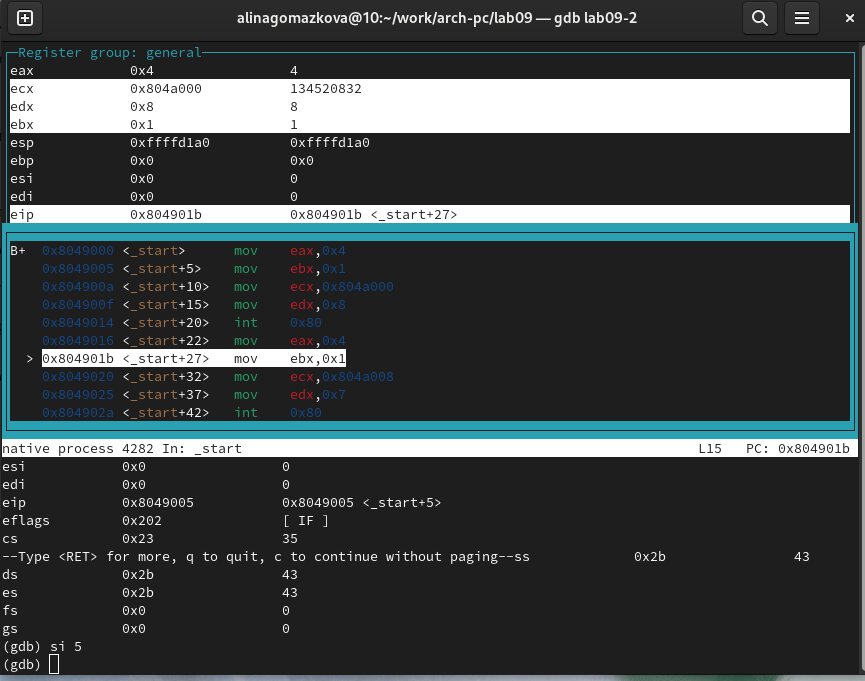 alinagomazkova@10:~/work/arch-pc/lab09 — gdb lab09-2
Register group: general
eax 0x4 4
ecx 0x804a000 134520832
edx 0x8 8
ebx 0x1 1
esp 0xffffd1a0 0xffffd1a0
ebp 0x0 0x0
esi 0x0 0
edi 0x0 0
eip 0x804901b 0x804901b <_start+27>
B+ 0x8049000 <_start> mov eax,0x4
0x8049005 <_start+5> mov ebx,0x1
0x804900a <_start+10> mov ecx,0x804a000
0x804900f <_start+15> mov edx,0x8
0x8049014 <_start+20> int 0x80
0x8049016 <_start+22> mov eax,0x4
> 0x804901b <_start+27> mov ebx,0x1
0x8049020 <_start+32> mov ecx,0x804a008
0x8049025 <_start+37> mov edx,0x7
0x804902a <_start+42> int 0x80
native process 4282 In: _start L15 PC: 0x804901b
esi 0x0 0
edi 0x0 0
eip 0x8049005 0x8049005 <_start+5>
eflags 0x202 [ IF ]
cs 0x23 35
--Type <RET> for more, q to quit, c to continue without paging--ss 0x2b 43
ds 0x2b 43
es 0x2b 43
fs 0x0 0
gs 0x0 0
(gdb) si 5
(gdb)